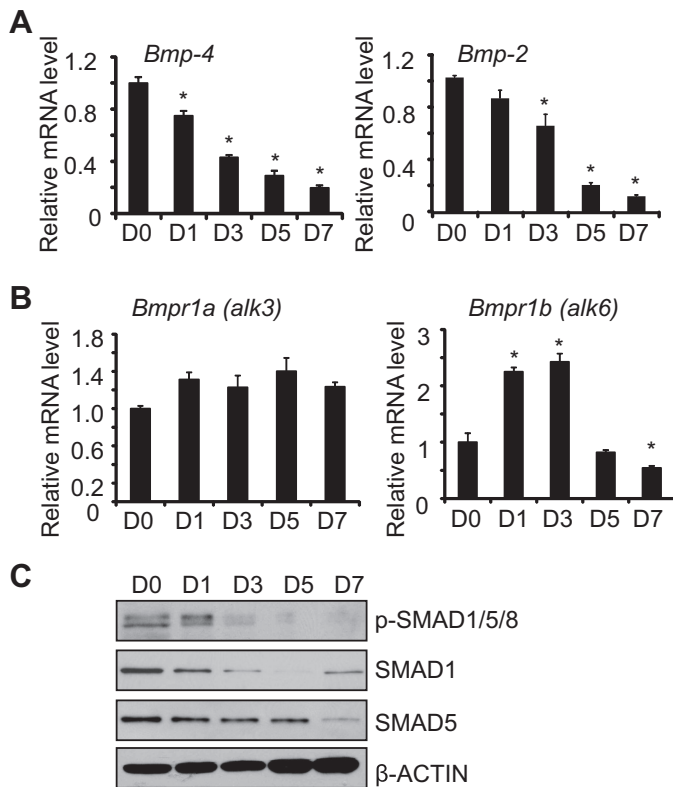 A
Bmp-4
Relative mRNA level
1.2
0.8
0.4
0
*
*
*
*
D0 D1 D3 D5 D7
Bmp-2
Relative mRNA level
1.2
0.8
0.4
0
*
*
*
D0 D1 D3 D5 D7
B
Bmpr1a (alk3)
Relative mRNA level
1.8
1.4
1.0
0.6
0.2
0
D0 D1 D3 D5 D7
Bmpr1b (alk6)
Relative mRNA level
3
2
1
0
*
*
*
D0 D1 D3 D5 D7
C
D0 D1 D3 D5 D7
p-SMAD1/5/8
SMAD1
SMAD5
β-ACTIN